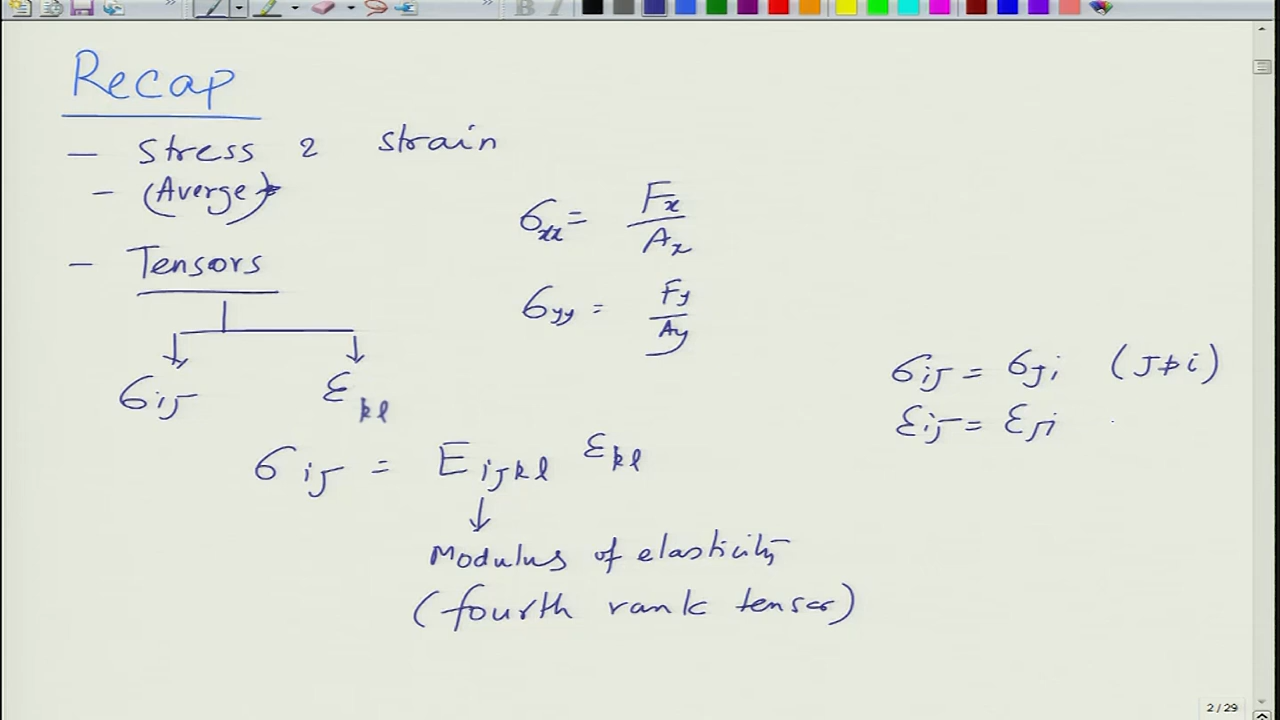 Recap
- Stress & strain
- (Averge)
σxx = Fx / Ax
- Tensors
σyy = Fy / Ay
σij εkl
σij = σji (j≠i)
εij = εji
σij = Eijkl εkl
Modulus of elasticity
(fourth rank tensor)
2 / 29